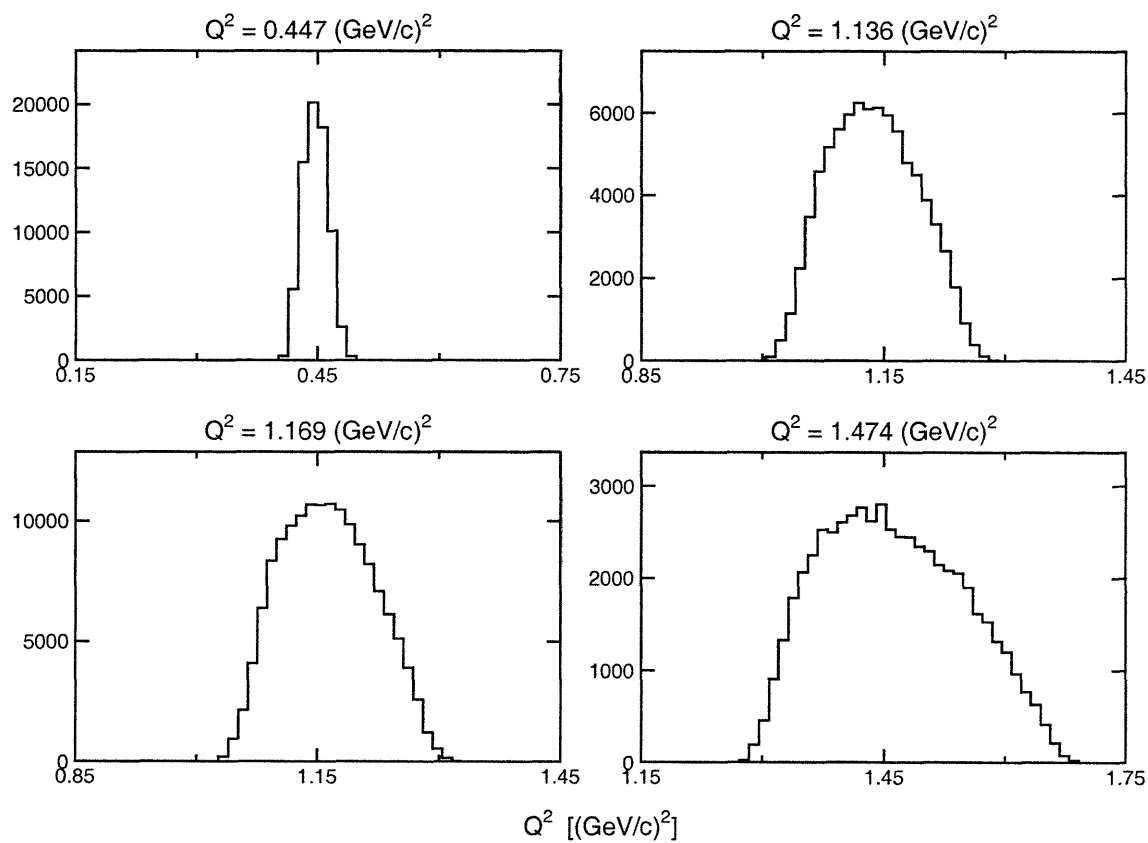 Q² = 0.447 (GeV/c)²
20000
15000
10000
5000
0
0.15 0.45 0.75
Q² = 1.136 (GeV/c)²
6000
4000
2000
0
0.85 1.15 1.45
Q² = 1.169 (GeV/c)²
10000
5000
0
0.85 1.15 1.45
Q² = 1.474 (GeV/c)²
3000
2000
1000
0
1.15 1.45 1.75
Q² [(GeV/c)²]